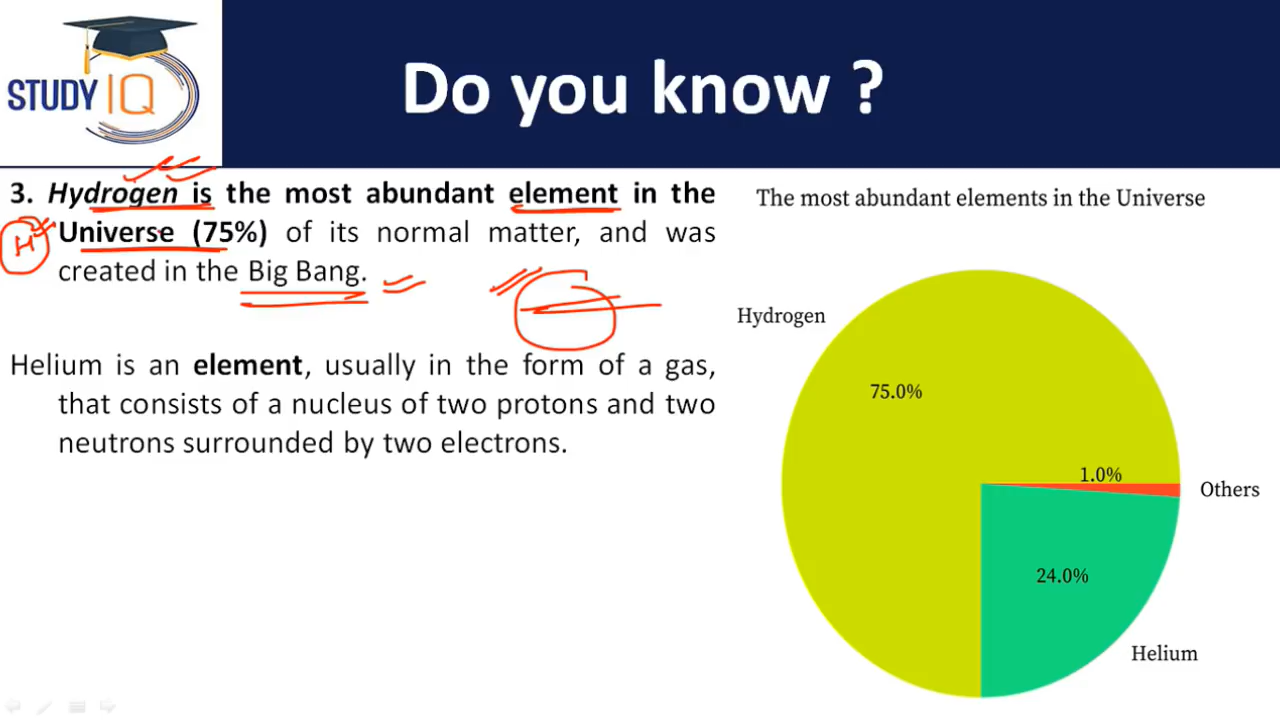 STUDY IQ
Do you know ?
3. Hydrogen is the most abundant element in the
Universe (75%) of its normal matter, and was
created in the Big Bang.
H
Helium is an element, usually in the form of a gas,
that consists of a nucleus of two protons and two
neutrons surrounded by two electrons.
The most abundant elements in the Universe
Hydrogen
75.0%
1.0%
Others
24.0%
Helium